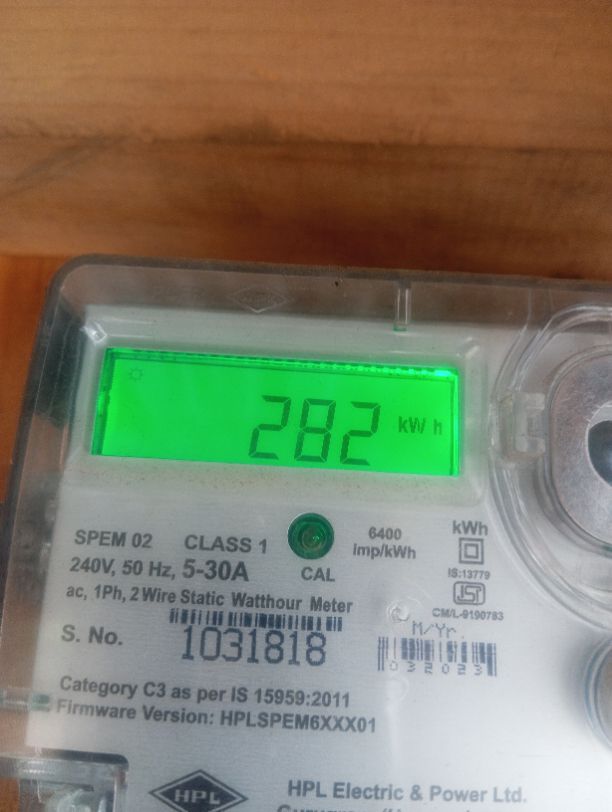 282 kWh
SPEM 02 CLASS 1 6400 imp/kWh kWh
240V, 50 Hz, 5-30A CAL IS:13779
ac, 1Ph, 2 Wire Static Watthour Meter CM/L-9190783
S. No. 1031818 M/Yr.
032023
Category C3 as per IS 15959:2011
Firmware Version: HPLSPEM6XXX01
HPL HPL Electric & Power Ltd.